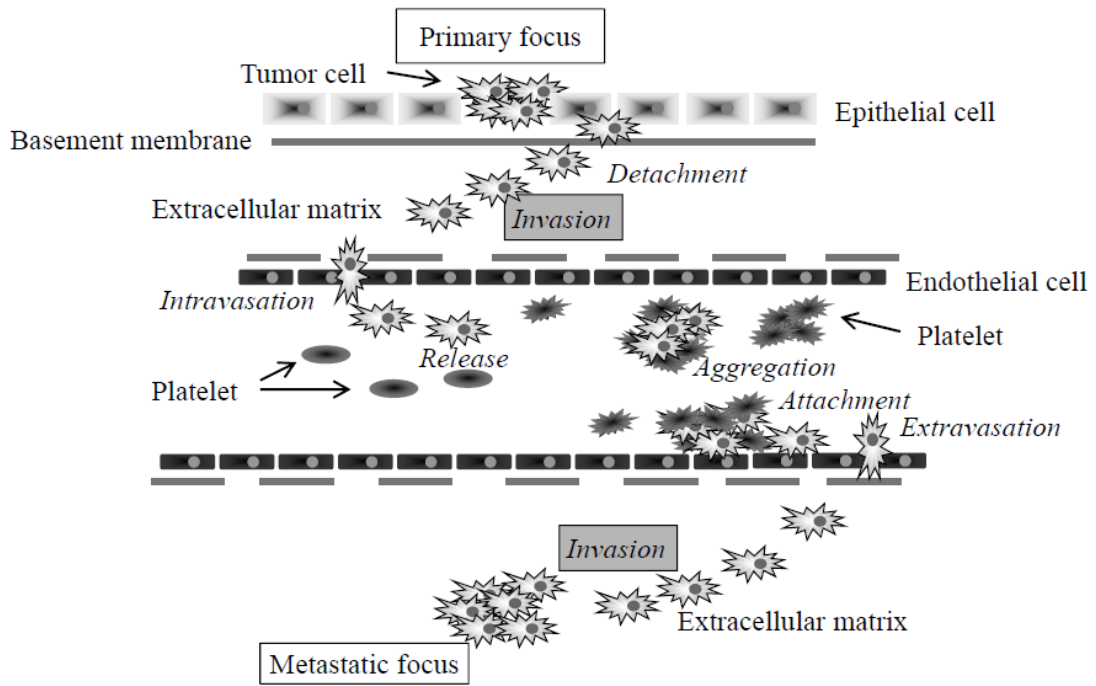 Primary focus
Tumor cell
Epithelial cell
Basement membrane
Detachment
Extracellular matrix
Invasion
Intravasation
Endothelial cell
Platelet
Release
Aggregation
Platelet
Attachment
Extravasation
Invasion
Extracellular matrix
Metastatic focus